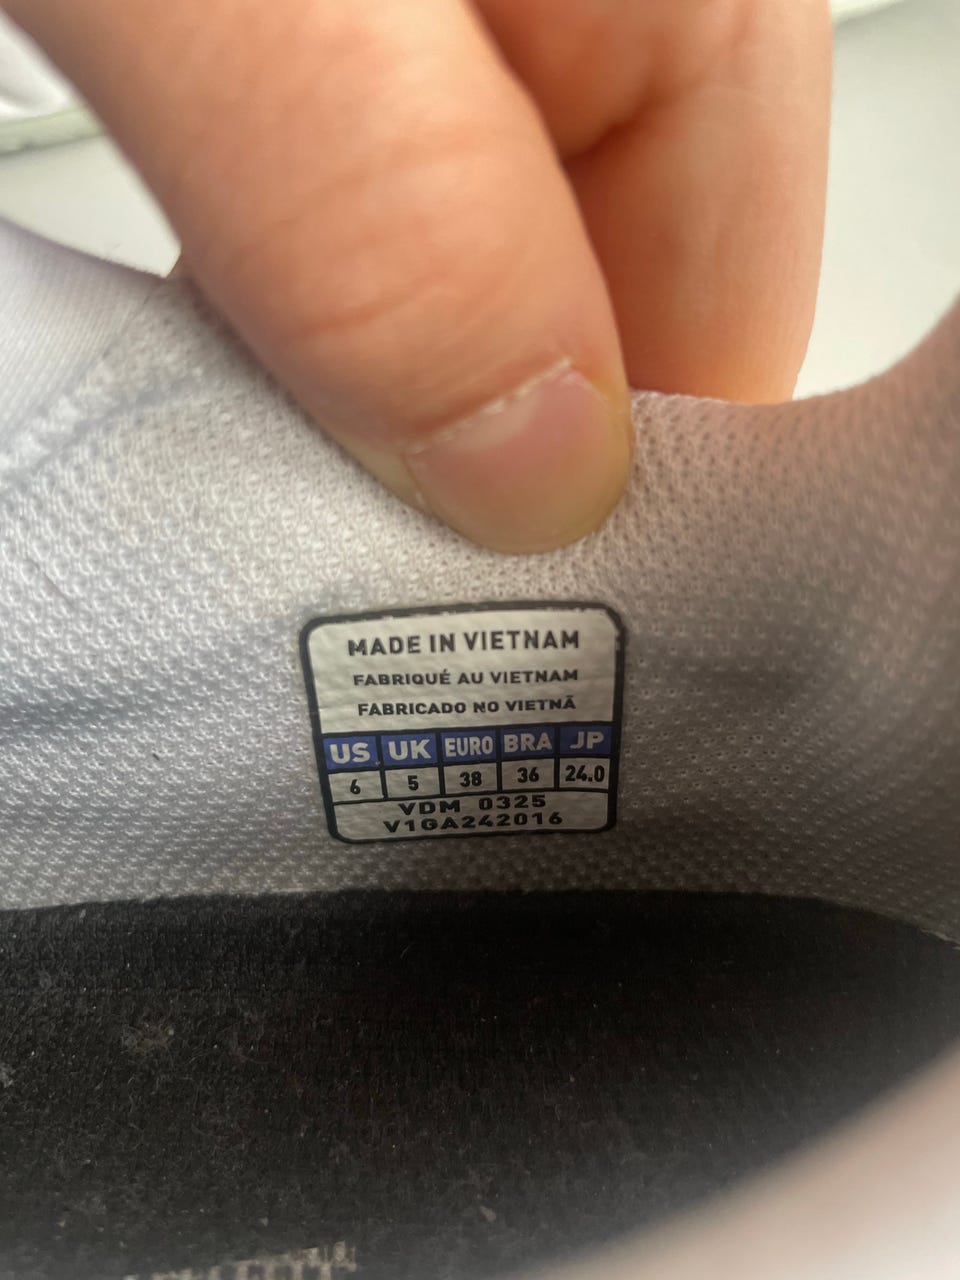 MADE IN VIETNAM
FABRIQUÉ AU VIETNAM
FABRICADO NO VIETNÃ
US UK EURO BRA JP
6 5 38 36 24.0
VDM 0325
V1GA242016